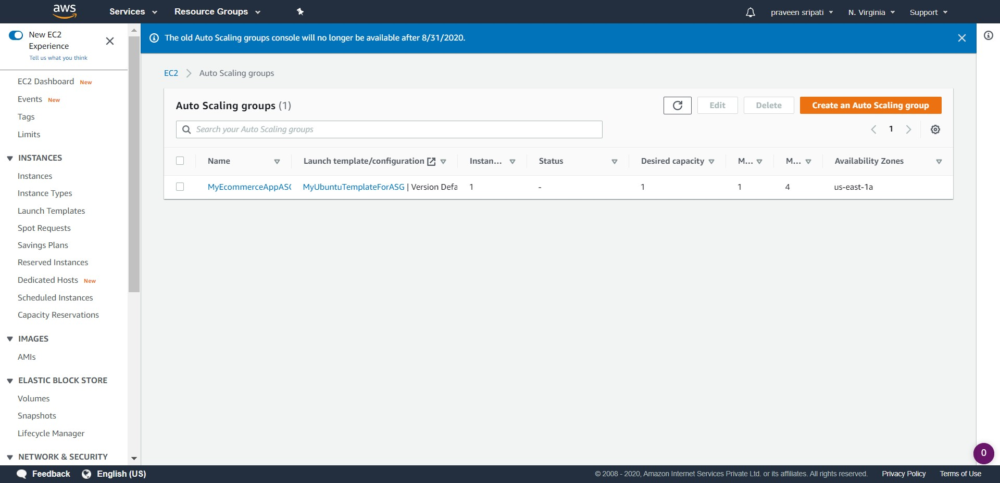 aws Services Resource Groups praveen sripati N. Virginia Support
New EC2
Experience
Tell us what you think
EC2 Dashboard New
Events New
Tags
Limits
INSTANCES
Instances
Instance Types
Launch Templates
Spot Requests
Savings Plans
Reserved Instances
Dedicated Hosts New
Scheduled Instances
Capacity Reservations
IMAGES
AMIs
ELASTIC BLOCK STORE
Volumes
Snapshots
Lifecycle Manager
NETWORK & SECURITY
The old Auto Scaling groups console will no longer be available after 8/31/2020.
EC2 Auto Scaling groups
Auto Scaling groups (1) Edit Delete Create an Auto Scaling group
Search your Auto Scaling groups 1
Name Launch template/configuration Instan... Status Desired capacity M... M... Availability Zones
MyEcommerceAppASG MyUbuntuTemplateForASG | Version Defa 1 - 1 1 4 us-east-1a
0
Feedback English (US) © 2008 - 2020, Amazon Internet Services Private Ltd. or its affiliates. All rights reserved. Privacy Policy Terms of Use